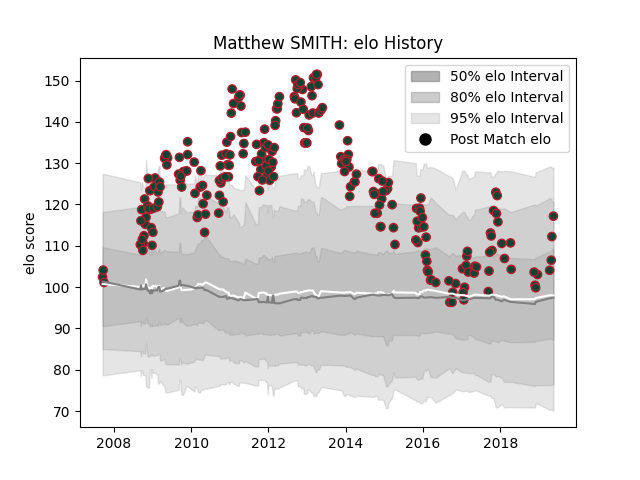 Matthew SMITH: elo History
50% elo Interval
80% elo Interval
95% elo Interval
Post Match elo
elo score
150
140
130
120
110
100
90
80
70
2008
2010
2012
2014
2016
2018